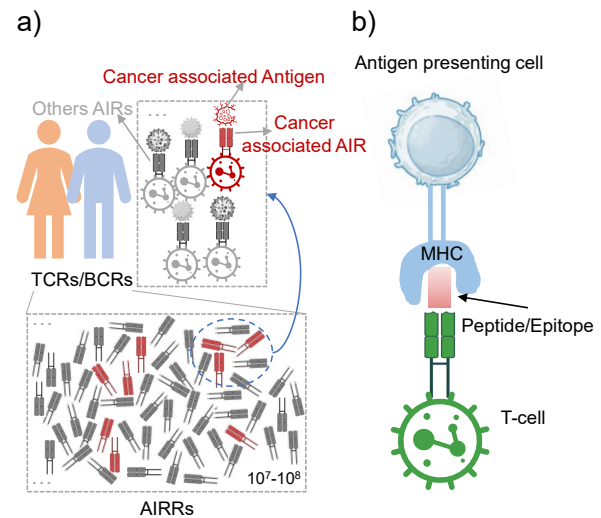 a)
Cancer associated Antigen
Others AIRs
. . .
Cancer
associated AIR
TCRs/BCRs
. . .
. . .
10⁷-10⁸
AIRRs
b)
Antigen presenting cell
MHC
Peptide/Epitope
T-cell